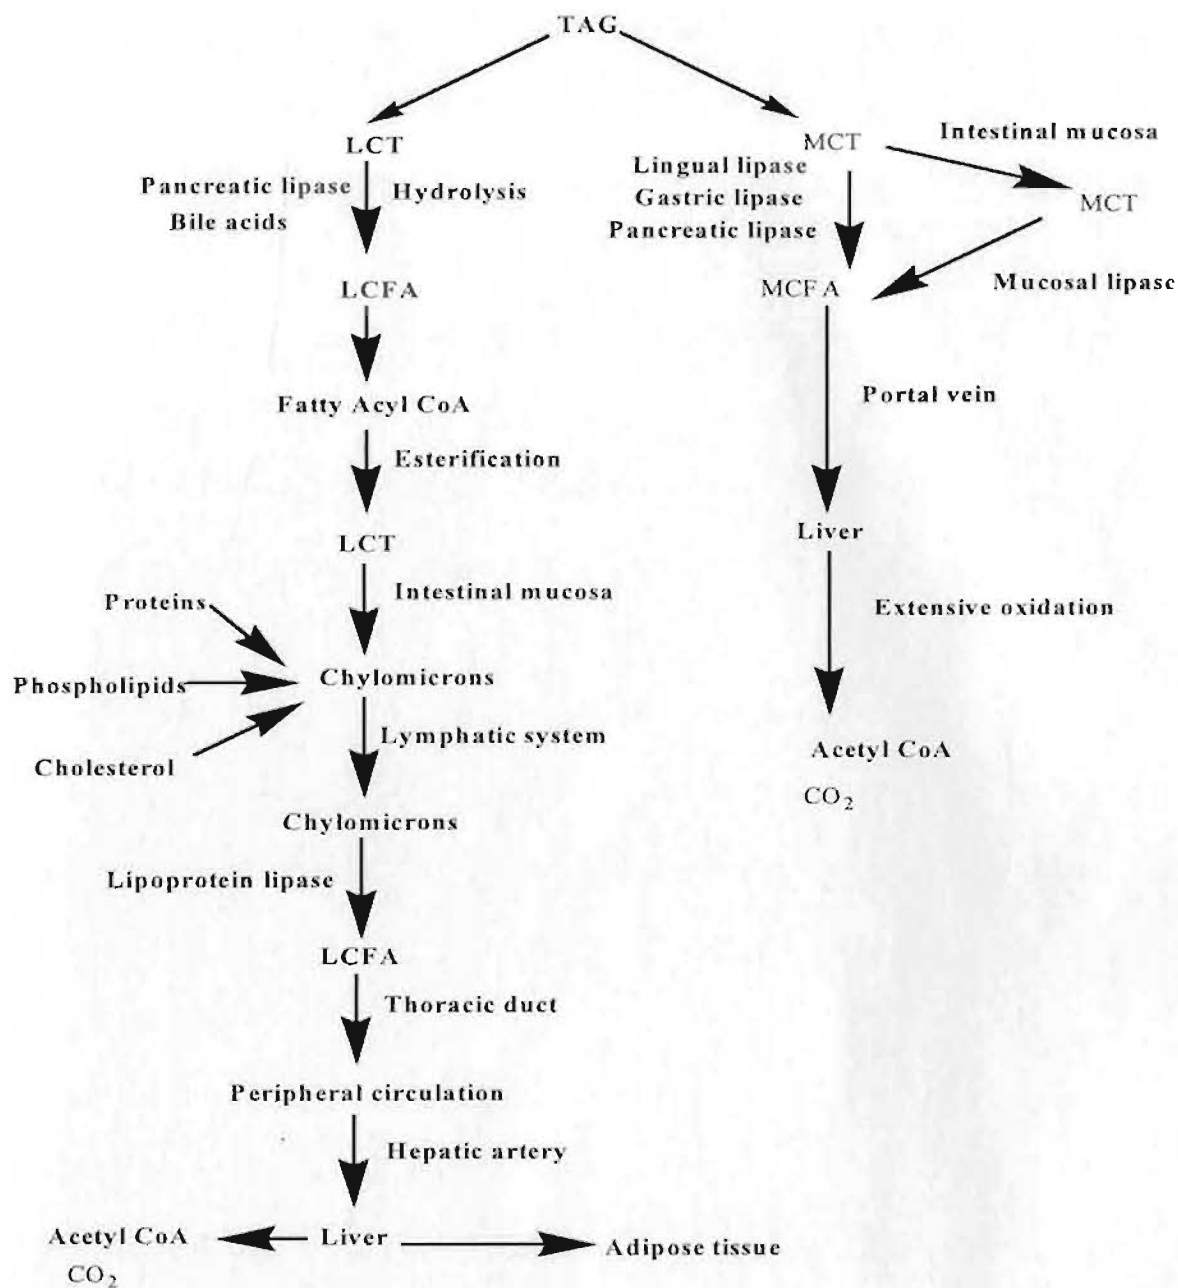 TAG
LCT
MCT
Intestinal mucosa
Pancreatic lipase
Hydrolysis
Bile acids
Lingual lipase
Gastric lipase
Pancreatic lipase
MCT
LCFA
MCFA
Mucosal lipase
Fatty Acyl CoA
Portal vein
Esterification
LCT
Liver
Intestinal mucosa
Proteins
Extensive oxidation
Phospholipids
Chylomicrons
Lymphatic system
Cholesterol
Acetyl CoA
CO₂
Chylomicrons
Lipoprotein lipase
LCFA
Thoracic duct
Peripheral circulation
Hepatic artery
Acetyl CoA
Liver
Adipose tissue
CO₂